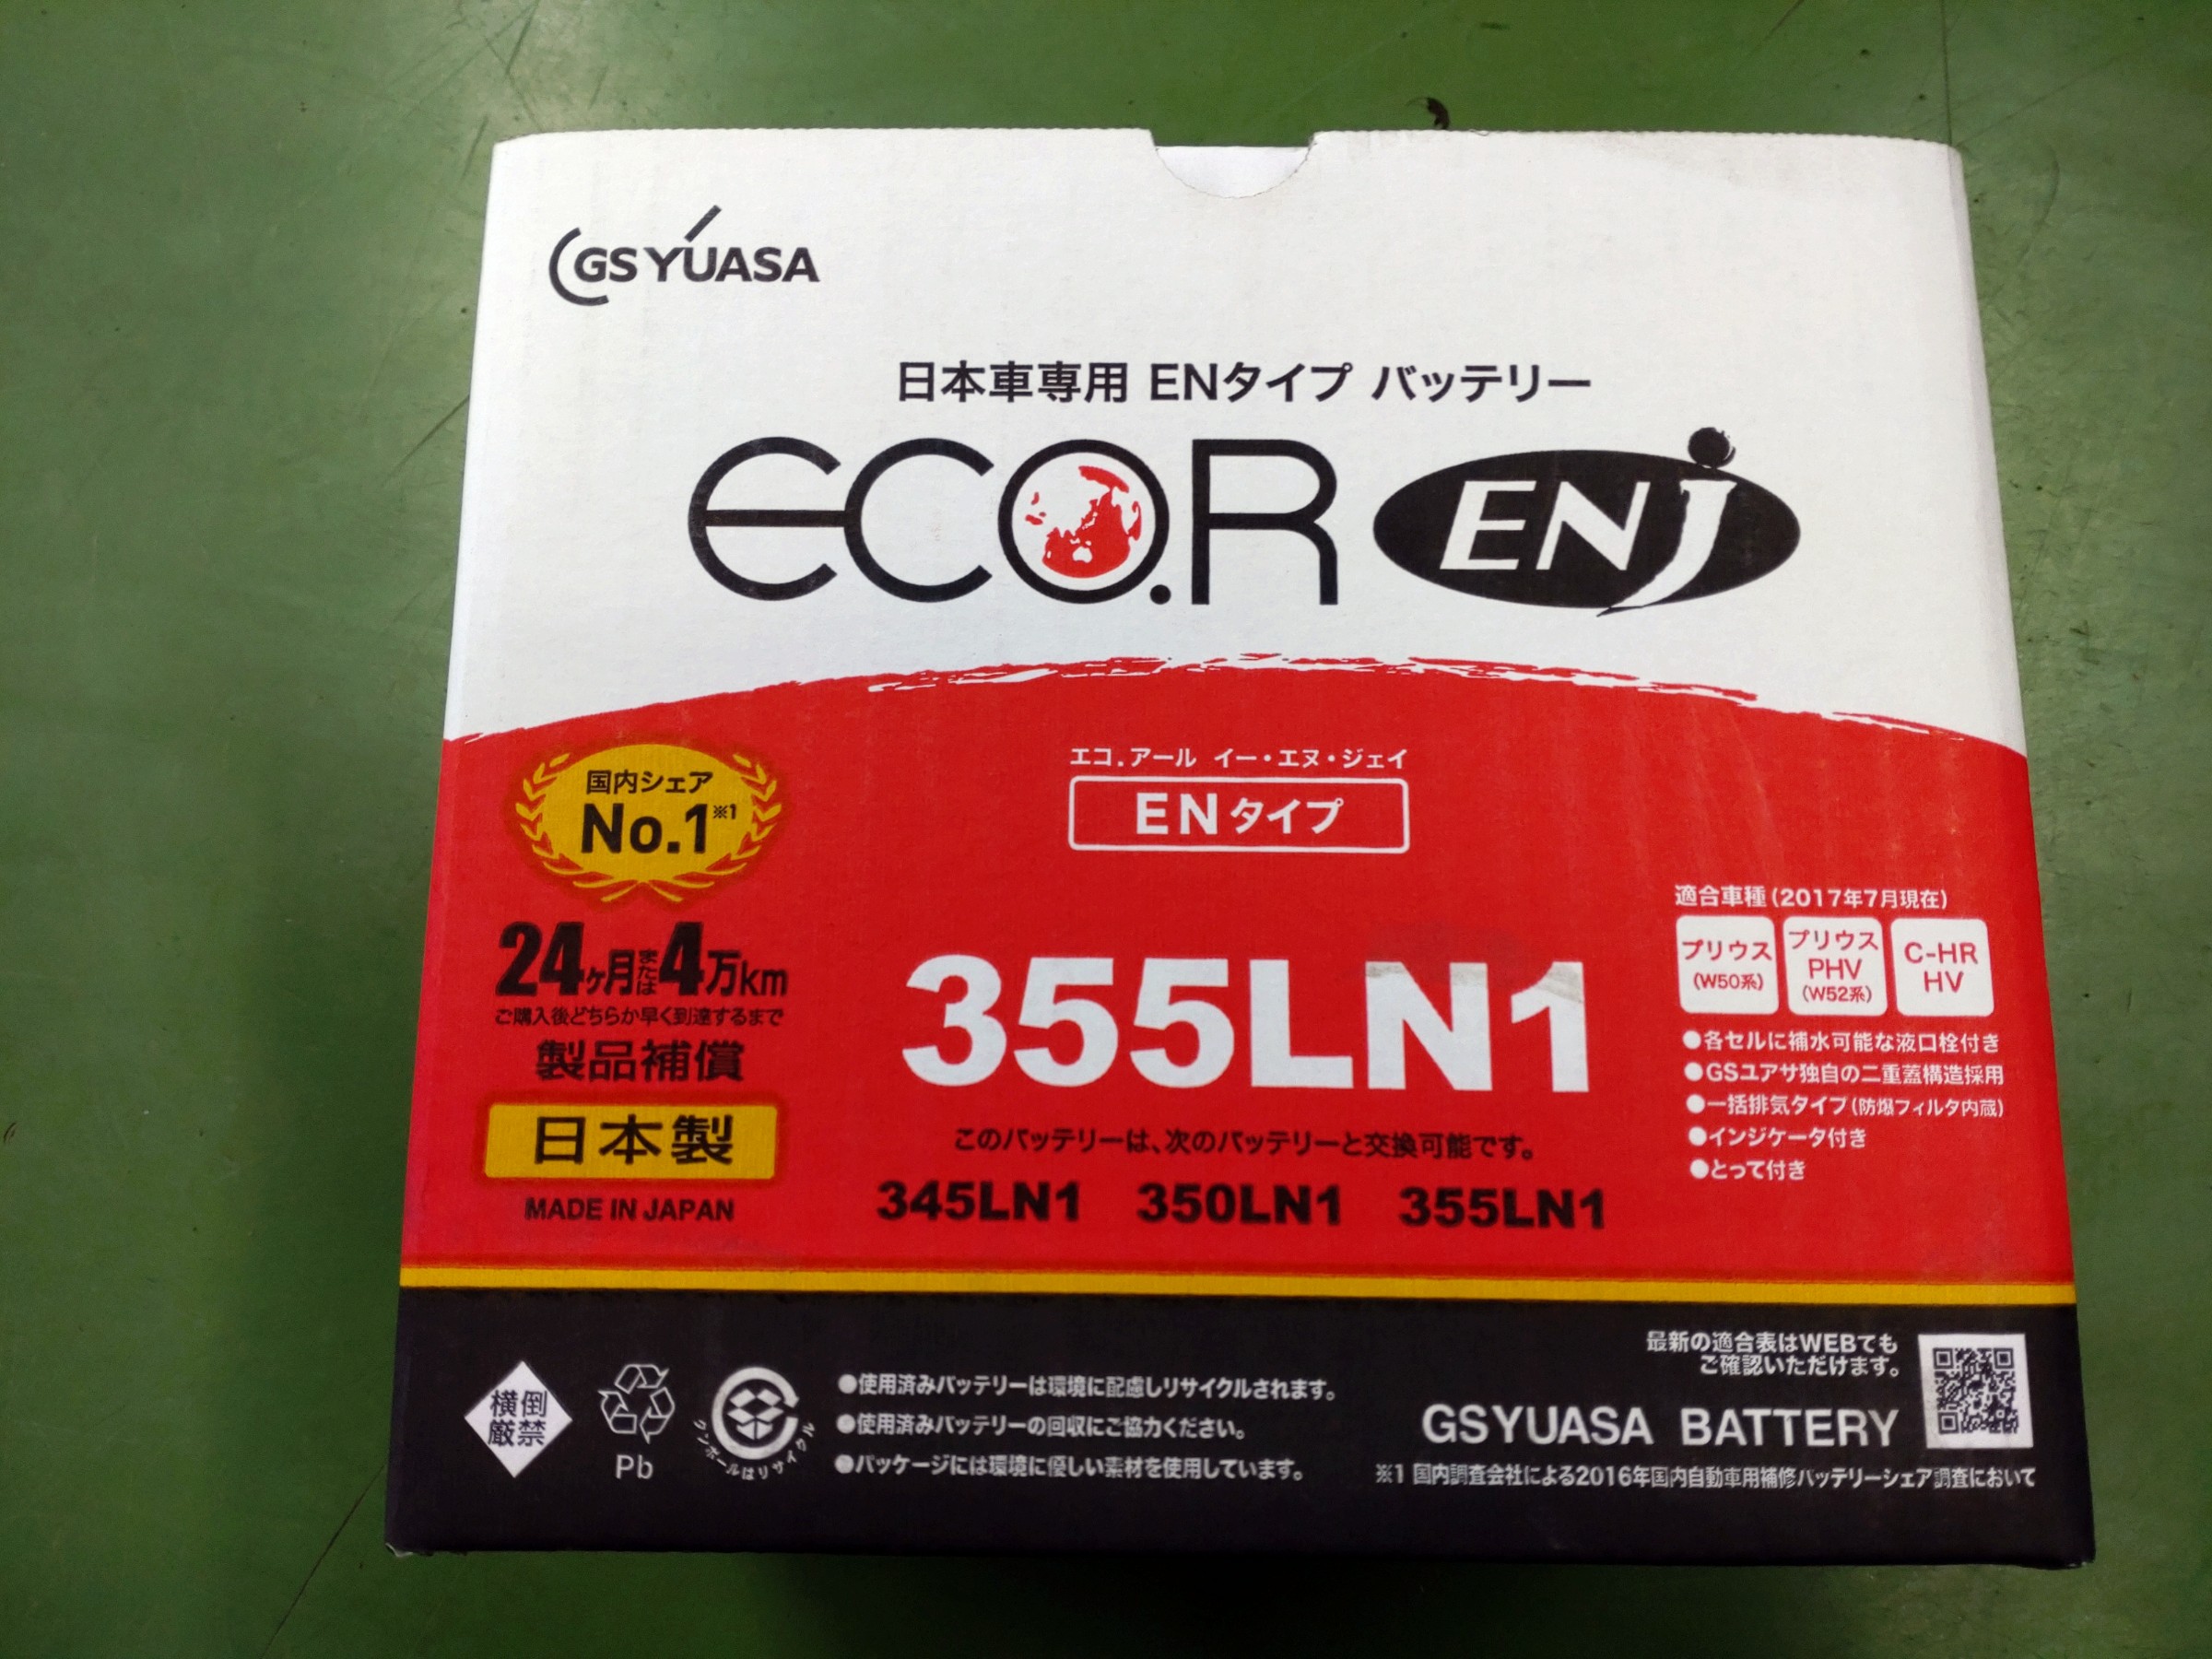 GS YUASA
日本車専用 ENタイプ バッテリー
eCO.R ENJ
国内シェア
No.1※1
24ヶ月または4万km
ご購入後どちらか早く到達するまで
製品補償
日本製
MADE IN JAPAN
エコ.アール イー・エヌ・ジェイ
ENタイプ
355LN1
このバッテリーは、次のバッテリーと交換可能です。
345LN1 350LN1 355LN1
適合車種(2017年7月現在)
プリウス
(W50系)
プリウス
PHV
(W52系)
C-HR
HV
●各セルに補水可能な液口栓付き
●GSユアサ独自の二重蓋構造採用
●一括排気タイプ(防爆フィルタ内蔵)
●インジケータ付き
●とって付き
横倒
厳禁
Pb
ダンボールはリサイクル
●使用済みバッテリーは環境に配慮しリサイクルされます。
●使用済みバッテリーの回収にご協力ください。
●パッケージには環境に優しい素材を使用しています。
最新の適合表はWEBでも
ご確認いただけます。
GSYUASA BATTERY
※1 国内調査会社による2016年国内自動車用補修バッテリーシェア調査において